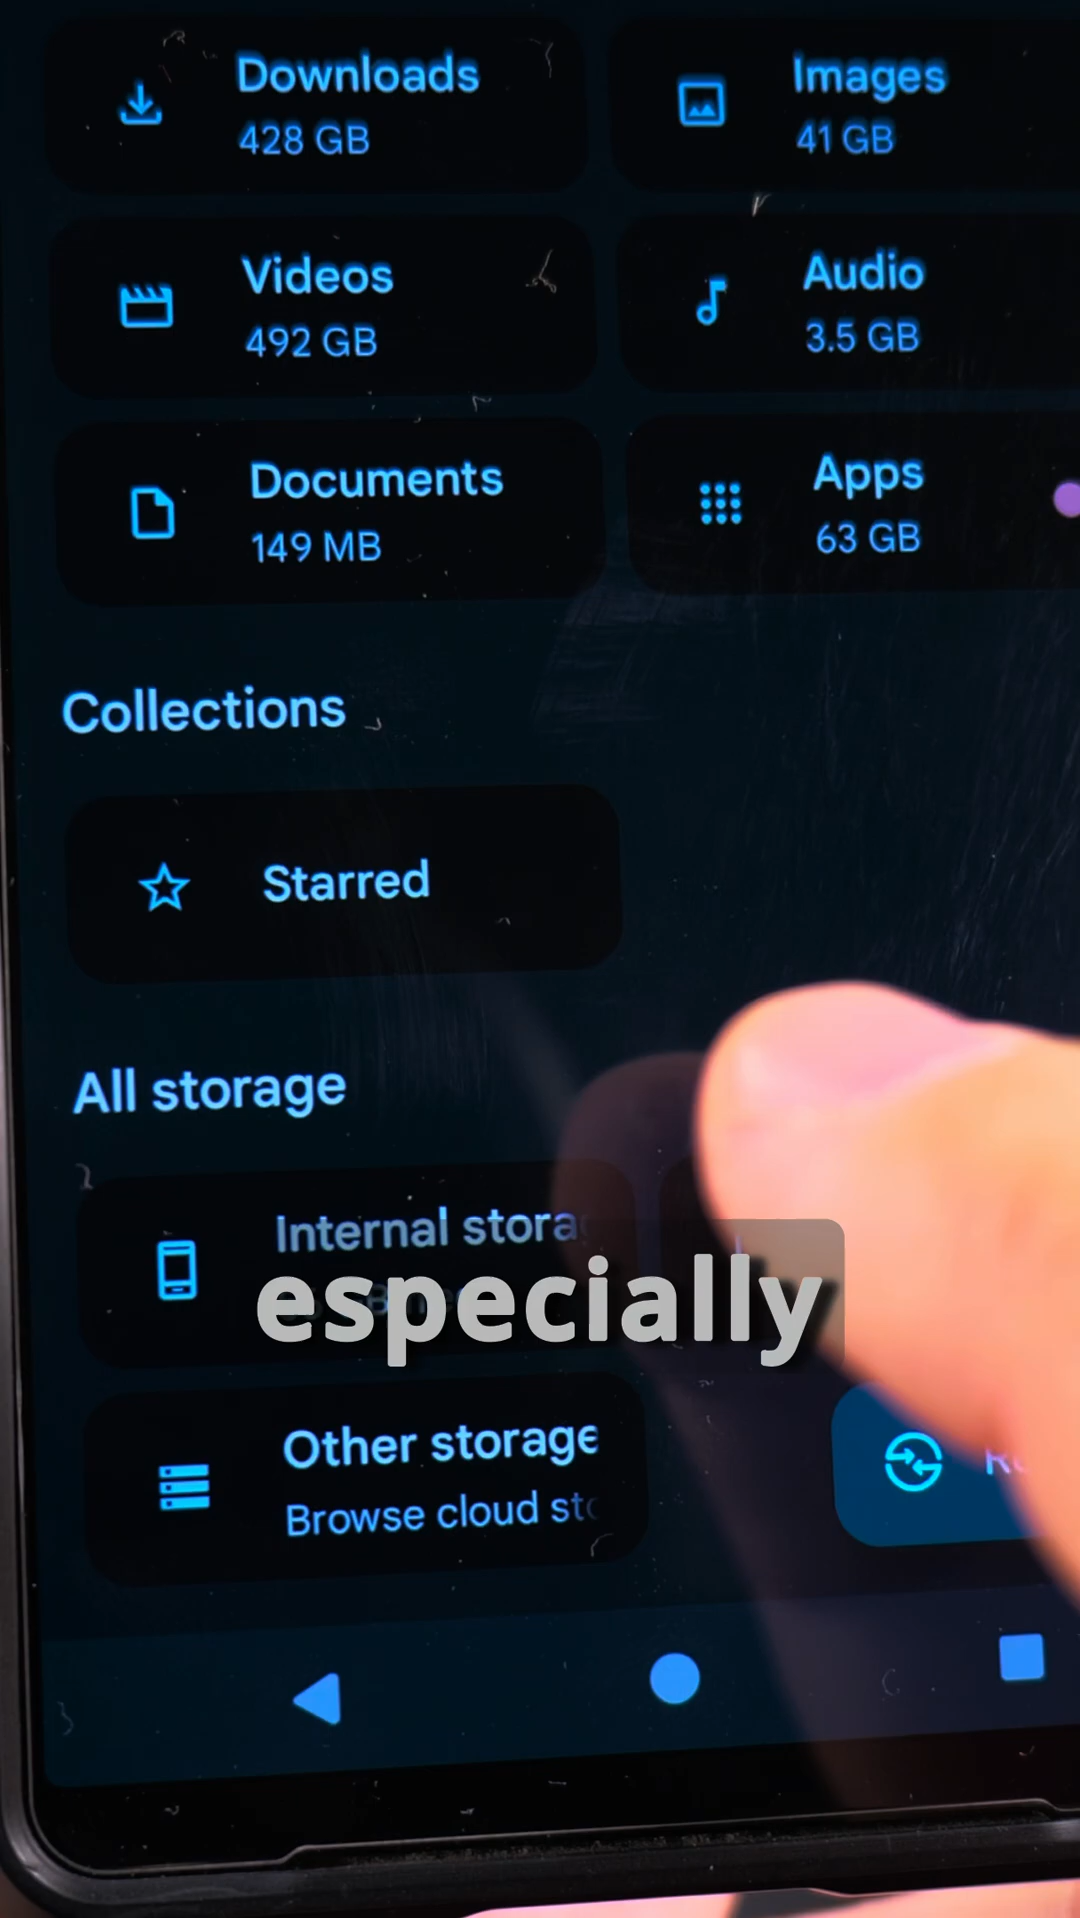 Downloads
428 GB
Images
41 GB
Videos
492 GB
Audio
3.5 GB
Documents
149 MB
Apps
63 GB
Collections
Starred
All storage
Internal stora
especially
Other storage
Browse cloud sto